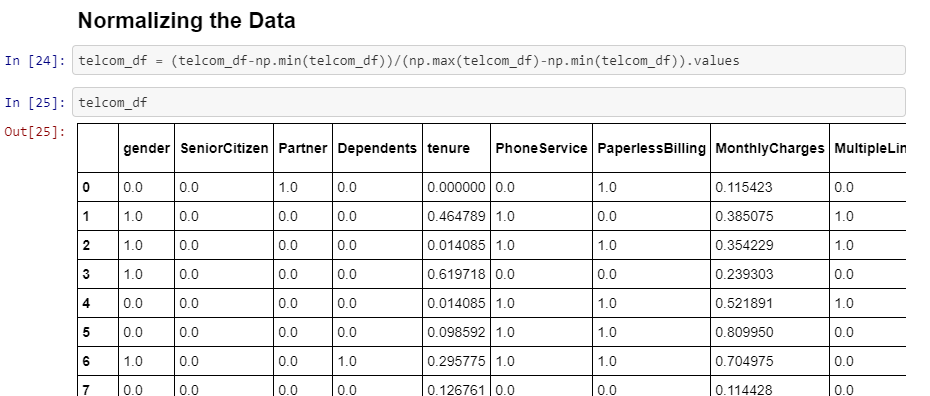 Normalizing the Data
In [24]: telcom_df = (telcom_df-np.min(telcom_df))/(np.max(telcom_df)-np.min(telcom_df)).values
In [25]: telcom_df
Out[25]:
gender SeniorCitizen Partner Dependents tenure PhoneService PaperlessBilling MonthlyCharges MultipleLin
0 0.0 0.0 1.0 0.0 0.000000 0.0 1.0 0.115423 0.0
1 1.0 0.0 0.0 0.0 0.464789 1.0 0.0 0.385075 1.0
2 1.0 0.0 0.0 0.0 0.014085 1.0 1.0 0.354229 1.0
3 1.0 0.0 0.0 0.0 0.619718 0.0 0.0 0.239303 0.0
4 0.0 0.0 0.0 0.0 0.014085 1.0 1.0 0.521891 1.0
5 0.0 0.0 0.0 0.0 0.098592 1.0 1.0 0.809950 0.0
6 1.0 0.0 0.0 1.0 0.295775 1.0 1.0 0.704975 0.0
7 0.0 0.0 0.0 0.0 0.126761 0.0 0.0 0.114428 0.0